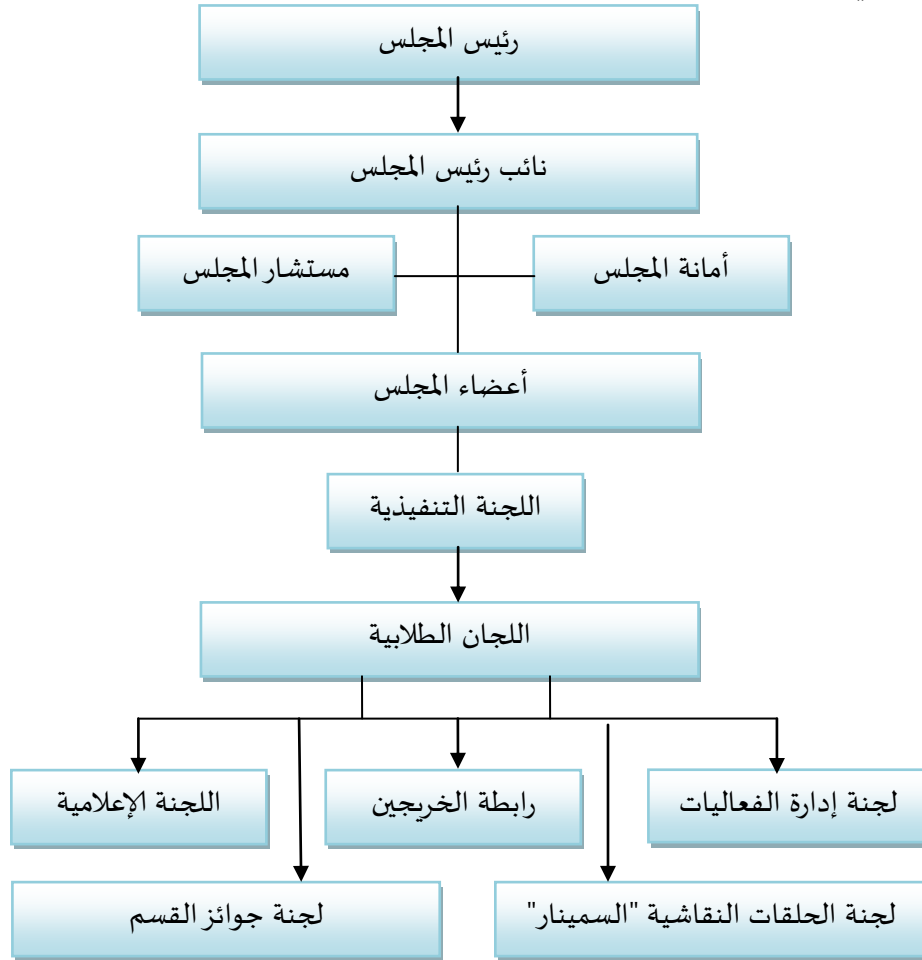 رئيس المجلس
نائب رئيس المجلس
أمانة المجلس
مستشار المجلس
أعضاء المجلس
اللجنة التنفيذية
اللجان الطلابية
لجنة إدارة الفعاليات
رابطة الخريجين
اللجنة الإعلامية
لجنة الحلقات النقاشية "السمينار"
لجنة جوائز القسم